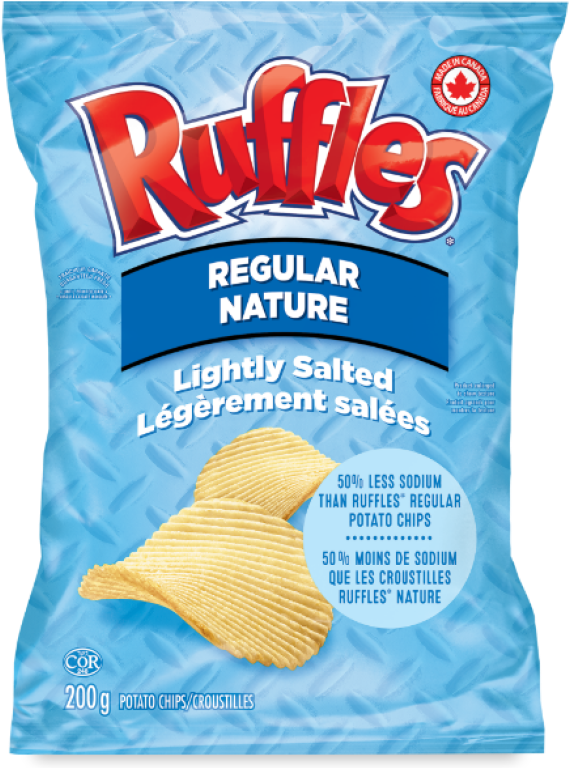 Ruffles
MADE IN CANADA
FABRIQUÉ AU CANADA
REGULAR
NATURE
Lightly Salted
Légèrement salées
50% LESS SODIUM
THAN RUFFLES® REGULAR
POTATO CHIPS
50% MOINS DE SODIUM
QUE LES CROUSTILLES
RUFFLES® NATURE
COR
200g POTATO CHIPS/CROUSTILLES